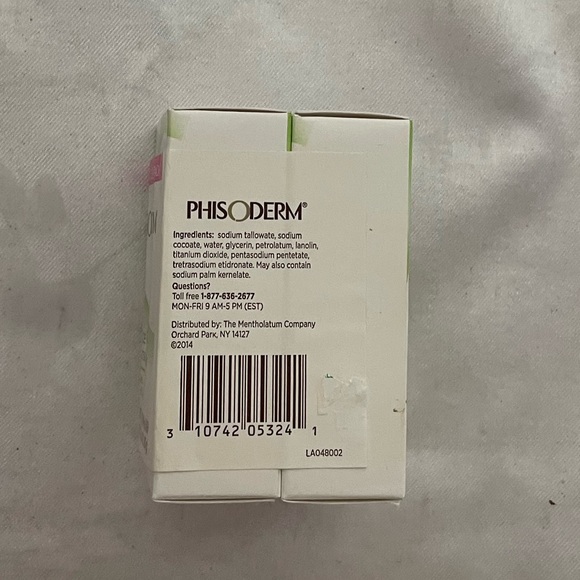 PHISODERM®
Ingredients: sodium tallowate, sodium
cocoate, water, glycerin, petrolatum, lanolin,
titanium dioxide, pentasodium pentetate,
tretrasodium etidronate. May also contain
sodium palm kernelate.
Questions?
Toll free 1-877-636-2677
MON-FRI 9 AM-5 PM (EST)
Distributed by: The Mentholatum Company
Orchard Park, NY 14127
©2014
3 10742 05324 1
LA048002